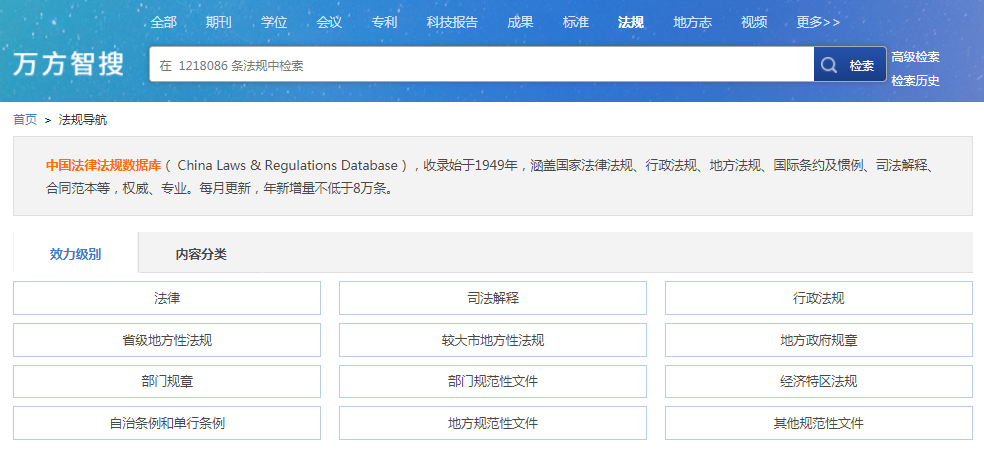 全部 期刊 学位 会议 专利 科技报告 成果 标准 法规 地方志 视频 更多>>
万方智搜
在 1218086 条法规中检索
检索
高级检索
检索历史
首页 > 法规导航
中国法律法规数据库（ China Laws & Regulations Database ），收录始于1949年，涵盖国家法律法规、行政法规、地方法规、国际条约及惯例、司法解释、
合同范本等，权威、专业。每月更新，年新增量不低于8万条。
效力级别 内容分类
法律 司法解释 行政法规
省级地方性法规 较大市地方性法规 地方政府规章
部门规章 部门规范性文件 经济特区法规
自治条例和单行条例 地方规范性文件 其他规范性文件